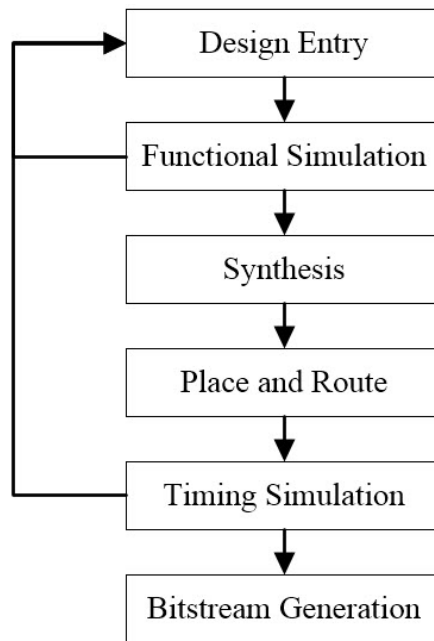 Design Entry
Functional Simulation
Synthesis
Place and Route
Timing Simulation
Bitstream Generation